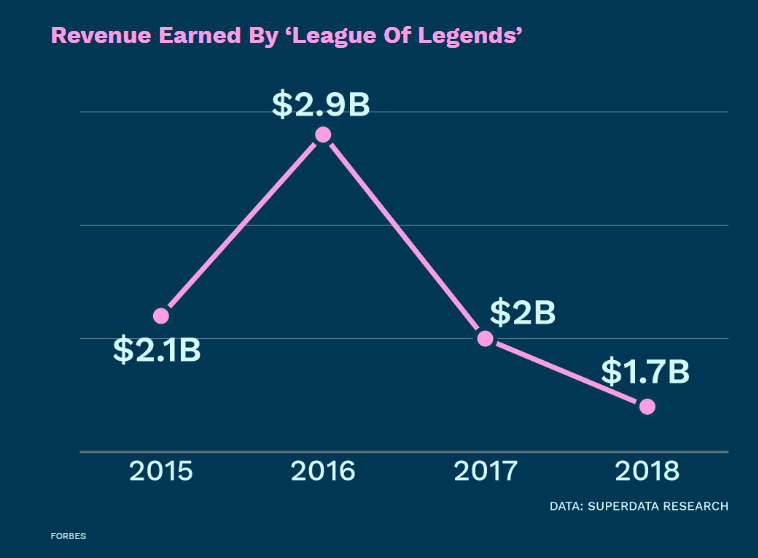 Revenue Earned By ‘League Of Legends’
$2.9B
$2B
$2.1B
$1.7B
2015 2016 2017 2018
DATA: SUPERDATA RESEARCH
FORBES